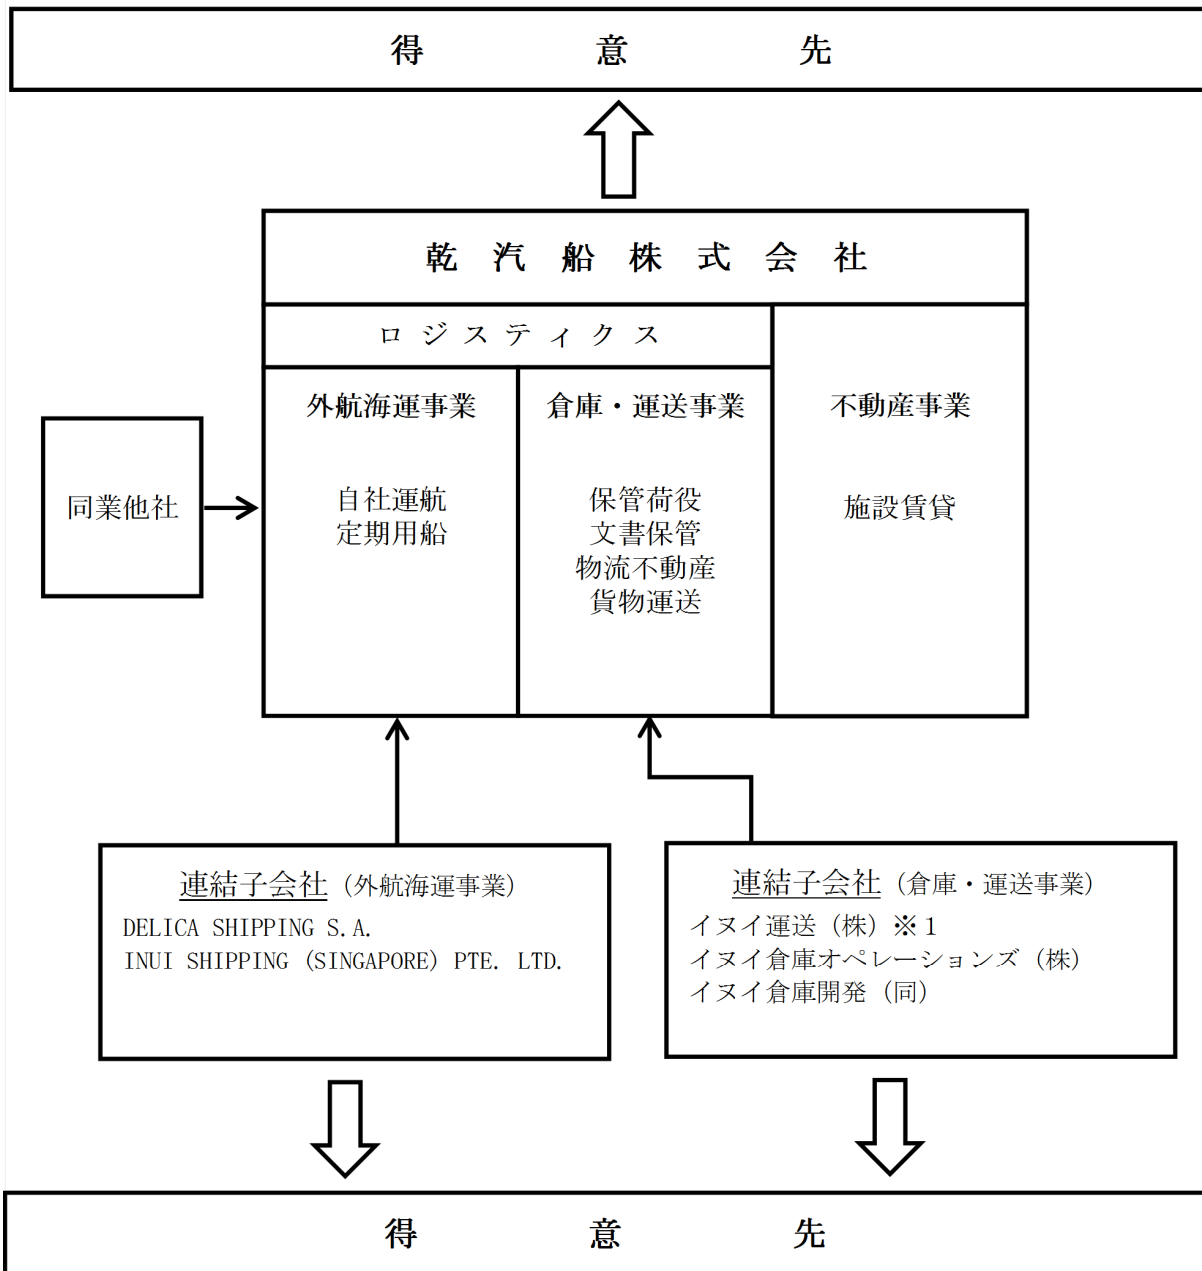 得意先
乾汽船株式会社
ロジスティクス
外航海運事業
自社運航
定期用船
倉庫・運送事業
保管荷役
文書保管
物流不動産
貨物運送
不動産事業
施設賃貸
同業他社
連結子会社（外航海運事業）
DELICA SHIPPING S.A.
INUI SHIPPING (SINGAPORE) PTE. LTD.
連結子会社（倉庫・運送事業）
イヌイ運送（株）※１
イヌイ倉庫オペレーションズ（株）
イヌイ倉庫開発（同）
得意先